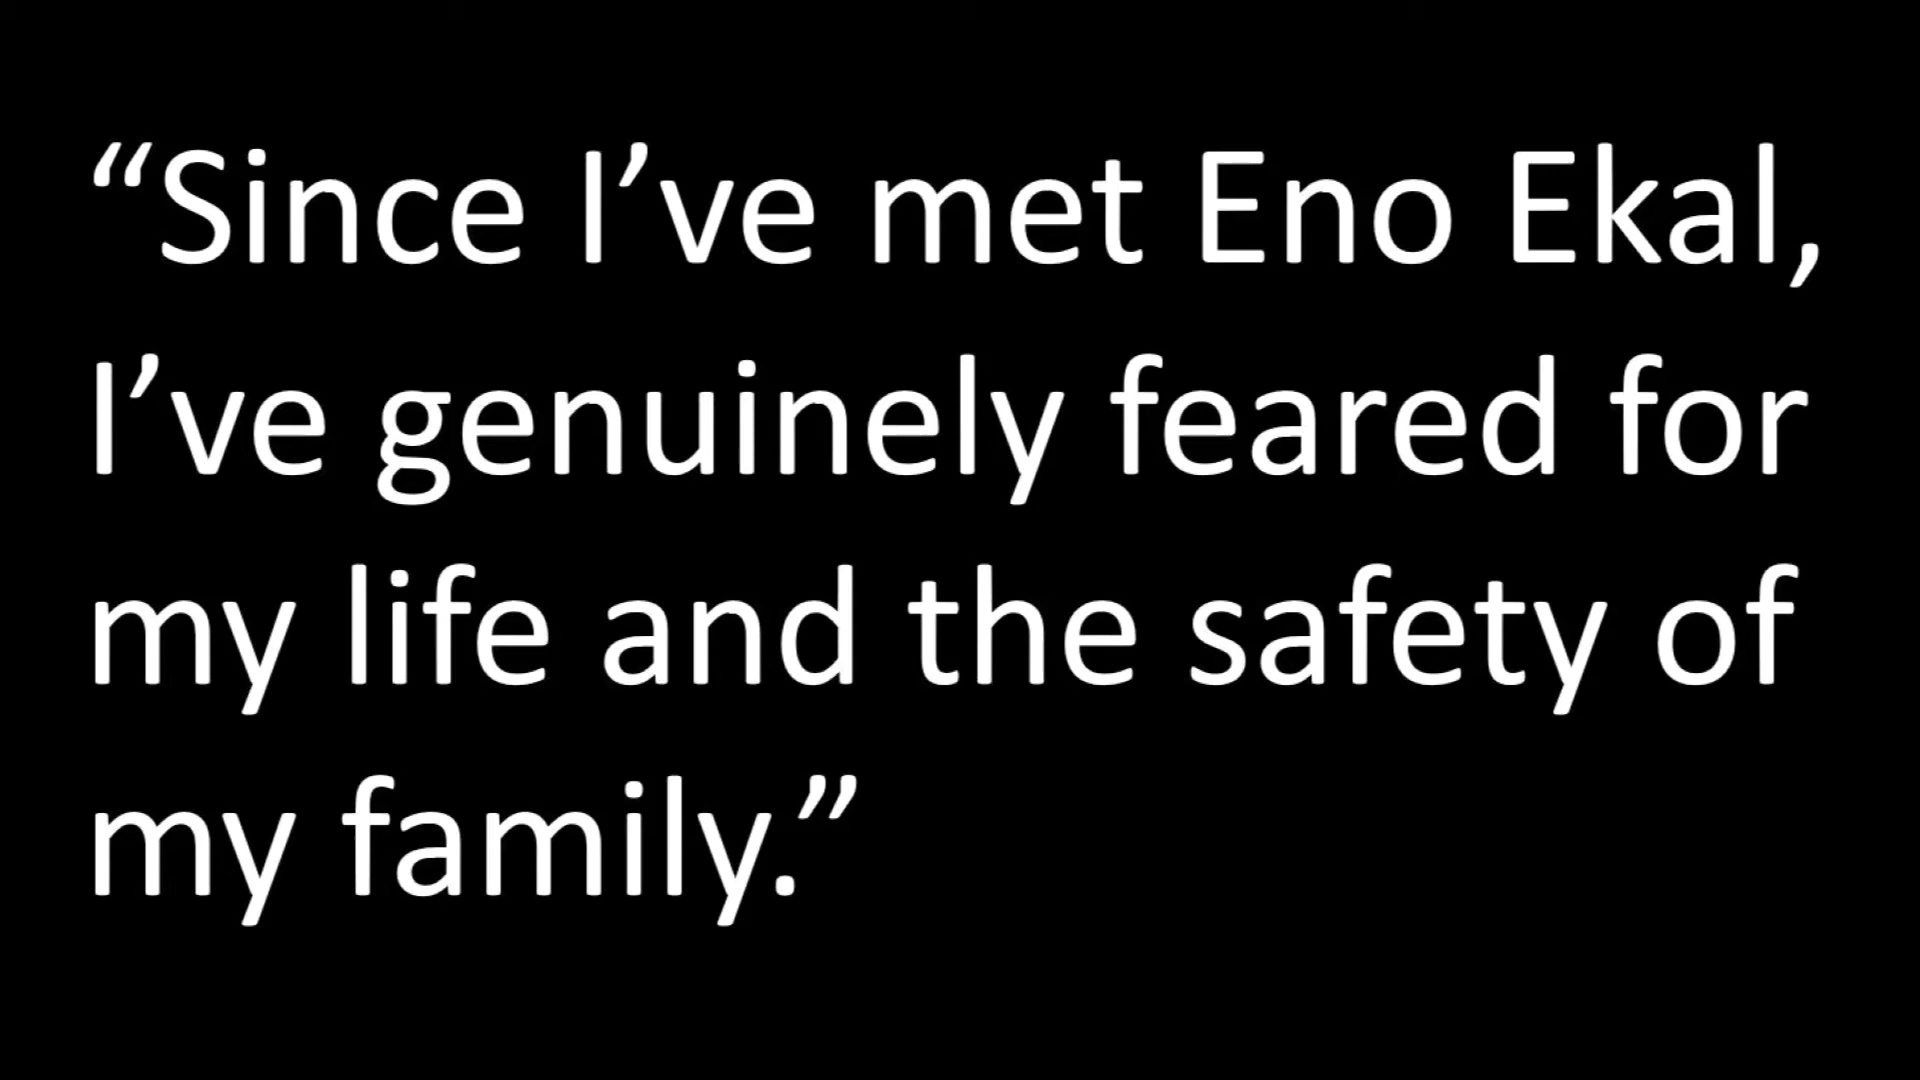 “Since I’ve met Eno Ekal,
I’ve genuinely feared for
my life and the safety of
my family.”